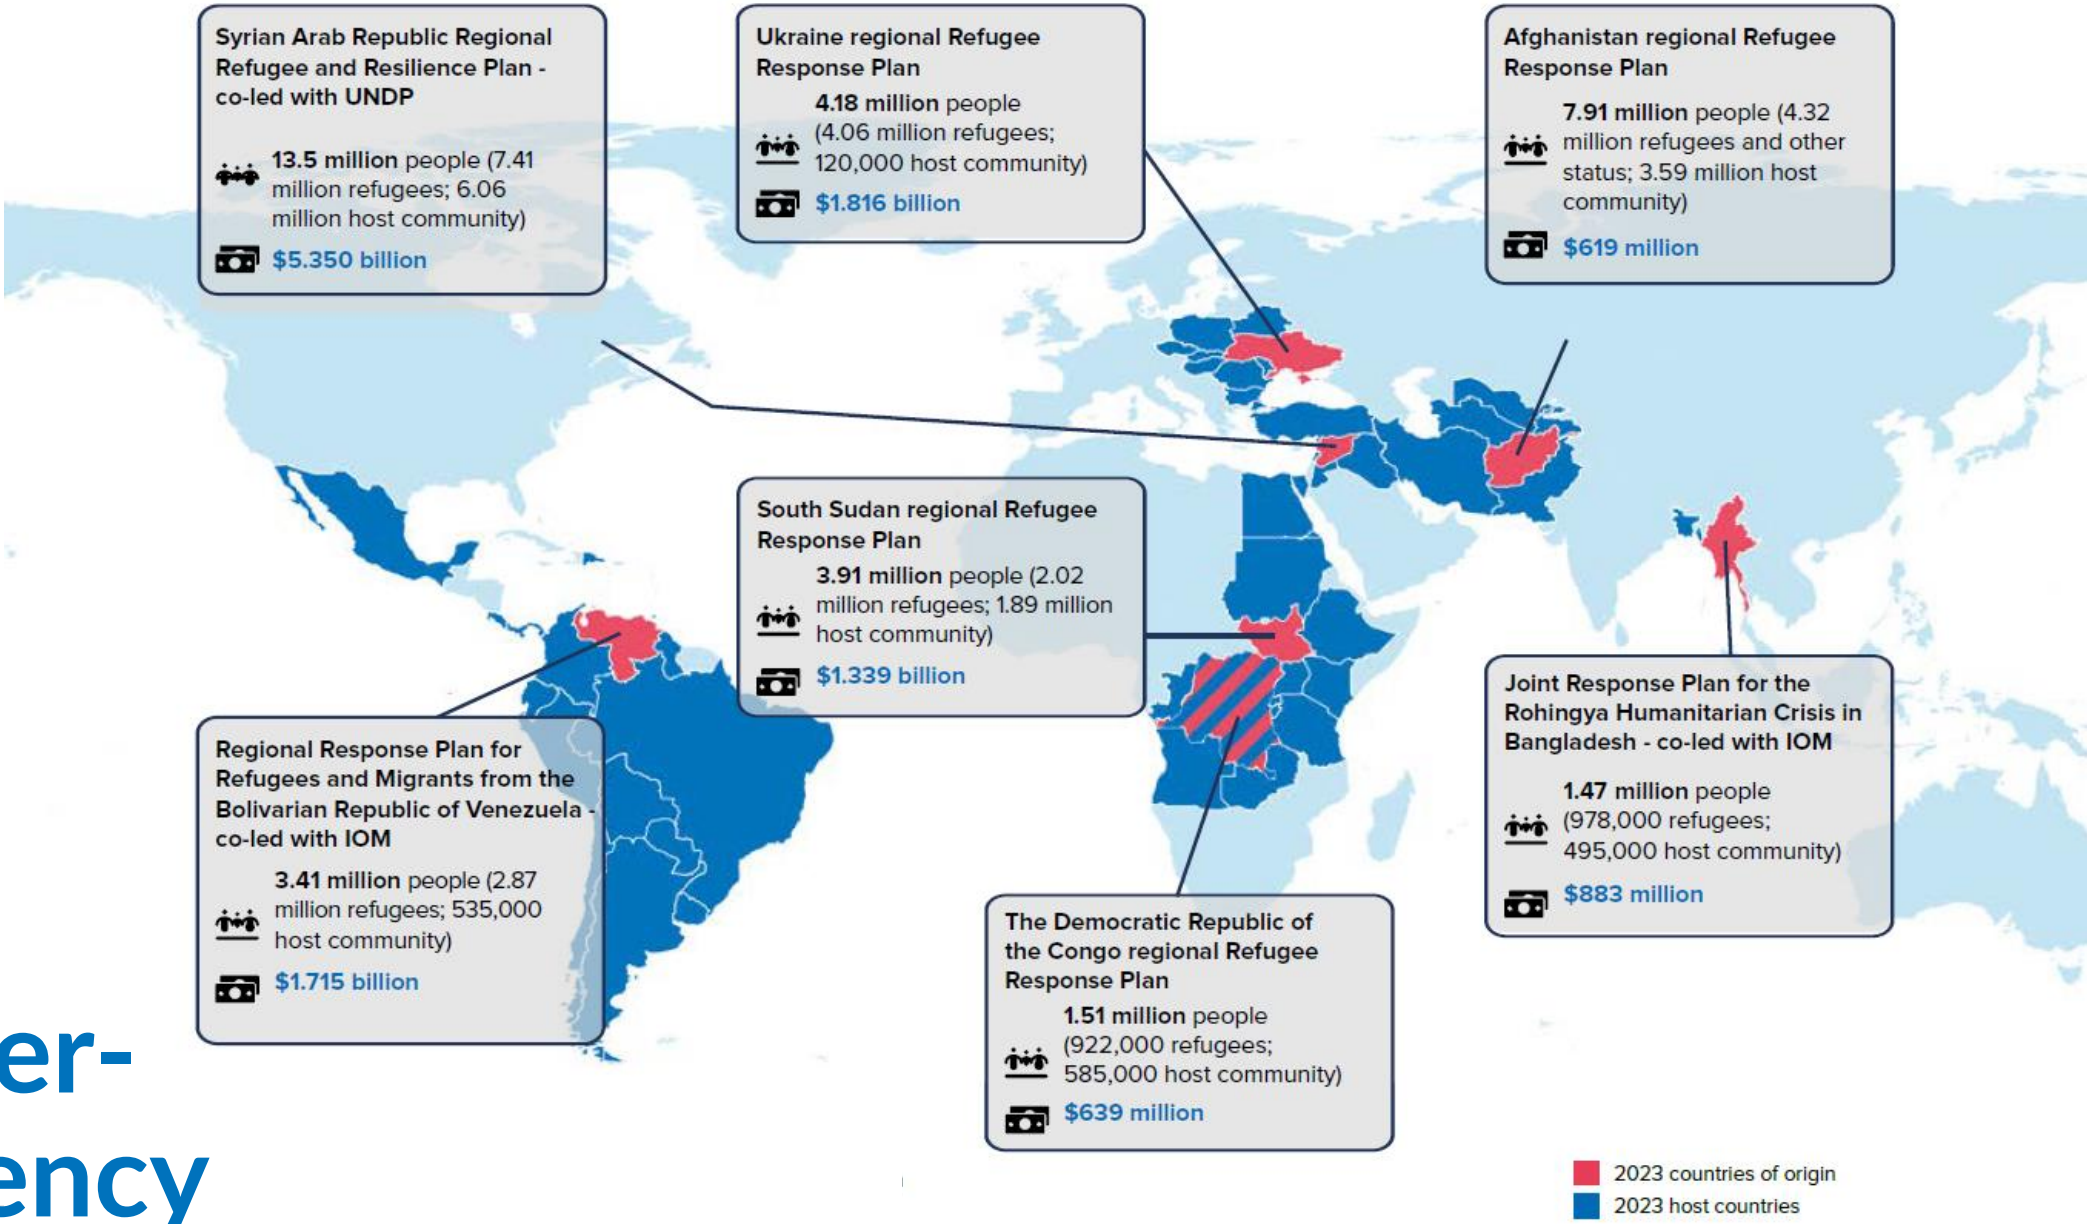 Syrian Arab Republic Regional
Refugee and Resilience Plan -
co-led with UNDP
13.5 million people (7.41
million refugees; 6.06
million host community)
$5.350 billion
Ukraine regional Refugee
Response Plan
4.18 million people
(4.06 million refugees;
120,000 host community)
$1.816 billion
Afghanistan regional Refugee
Response Plan
7.91 million people (4.32
million refugees and other
status; 3.59 million host
community)
$619 million
South Sudan regional Refugee
Response Plan
3.91 million people (2.02
million refugees; 1.89 million
host community)
$1.339 billion
Regional Response Plan for
Refugees and Migrants from the
Bolivarian Republic of Venezuela -
co-led with IOM
3.41 million people (2.87
million refugees; 535,000
host community)
$1.715 billion
Joint Response Plan for the
Rohingya Humanitarian Crisis in
Bangladesh - co-led with IOM
1.47 million people
(978,000 refugees;
495,000 host community)
$883 million
The Democratic Republic of
the Congo regional Refugee
Response Plan
1.51 million people
(922,000 refugees;
585,000 host community)
$639 million
er-
ency
2023 countries of origin
2023 host countries